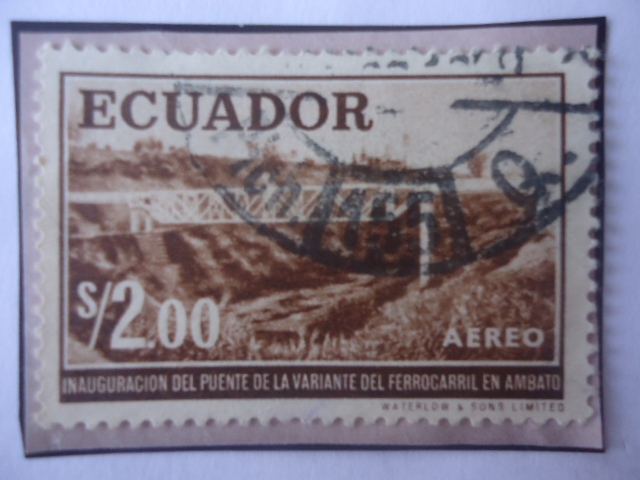 ECUADOR
S/2.00
AEREO
INAUGURACION DEL PUENTE DE LA VARIANTE DEL FERROCARRIL EN AMBATO
WATERLOW & SONS LIMITED